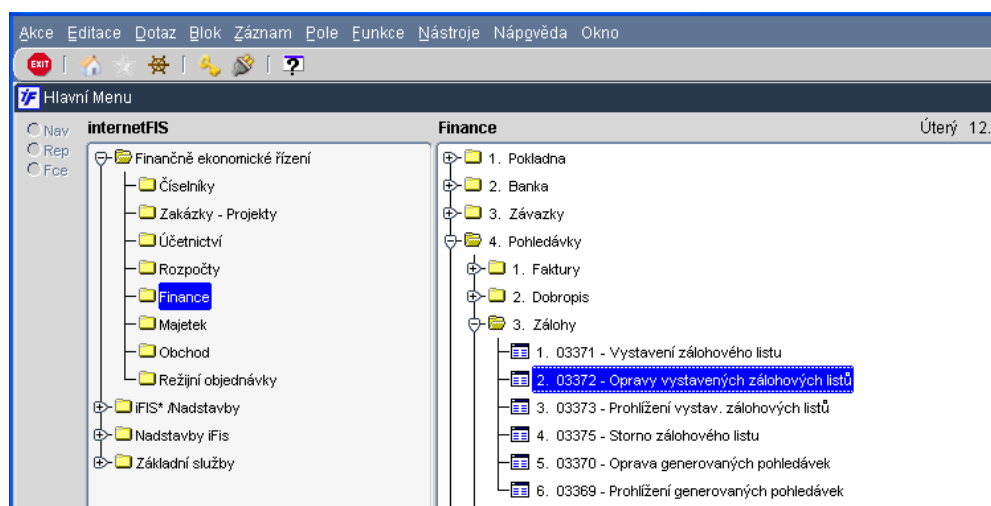 Akce Editace Dotaz Blok Záznam Pole Funkce Nástroje Nápověda Okno
EXIT
Hlavní Menu
Nav
Rep
Fce
internetFIS
Finančně ekonomické řízení
Číselníky
Zakázky - Projekty
Účetnictví
Rozpočty
Finance
Majetek
Obchod
Režijní objednávky
iFIS* /Nadstavby
Nadstavby iFis
Základní služby
Finance
Úterý 12.
1. Pokladna
2. Banka
3. Závazky
4. Pohledávky
1. Faktury
2. Dobropis
3. Zálohy
1. 03371 - Vystavení zálohového listu
2. 03372 - Opravy vystavených zálohových listů
3. 03373 - Prohlížení vystav. zálohových listů
4. 03375 - Storno zálohového listu
5. 03370 - Oprava generovaných pohledávek
6. 03369 - Prohlížení generovaných pohledávek